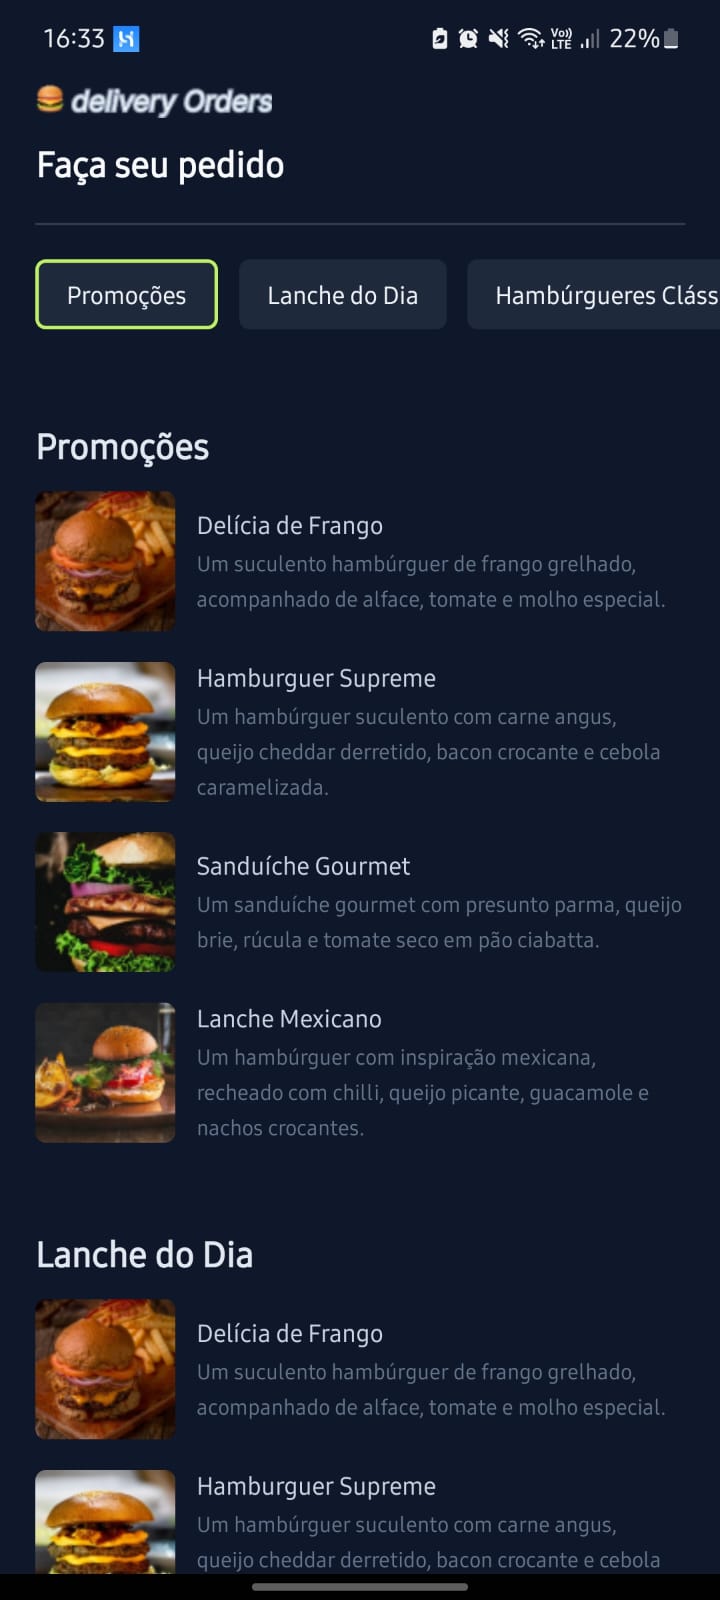 16:33
Vo)) LTE 22%
delivery Orders
Faça seu pedido
Promoções Lanche do Dia Hambúrgueres Cláss
Promoções
Delícia de Frango
Um suculento hambúrguer de frango grelhado,
acompanhado de alface, tomate e molho especial.
Hamburguer Supreme
Um hambúrguer suculento com carne angus,
queijo cheddar derretido, bacon crocante e cebola
caramelizada.
Sanduíche Gourmet
Um sanduíche gourmet com presunto parma, queijo
brie, rúcula e tomate seco em pão ciabatta.
Lanche Mexicano
Um hambúrguer com inspiração mexicana,
recheado com chilli, queijo picante, guacamole e
nachos crocantes.
Lanche do Dia
Delícia de Frango
Um suculento hambúrguer de frango grelhado,
acompanhado de alface, tomate e molho especial.
Hamburguer Supreme
Um hambúrguer suculento com carne angus,
queijo cheddar derretido, bacon crocante e cebola